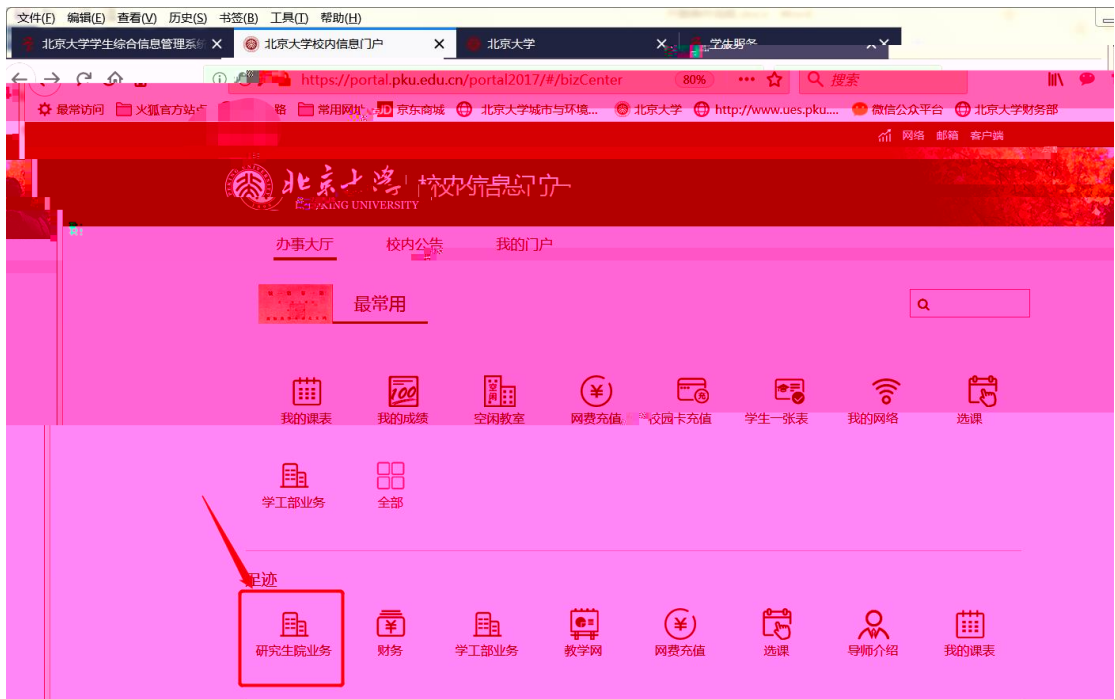 文件(F) 编辑(E) 查看(V) 历史(S) 书签(B) 工具(T) 帮助(H)
北京大学学生综合信息管理系统 北京大学校内信息门户 北京大学
https://portal.pku.edu.cn/portal2017/#/bizCenter 80% 搜索
最常访问 火狐官方站点 常用网址 京东商城 北京大学城市与环境... 北京大学 http://www.ues.pku.... 微信公众平台 北京大学财务部
网络 邮箱 客户端
北京大学 校内信息门户
UNIVERSITY
办事大厅 校内公告 我的门户
最常用
我的课表 我的成绩 空闲教室 网费充值 校园卡充值 学生一张表 我的网络 选课
学工部业务 全部
足迹
研究生院业务 财务 学工部业务 教学网 网费充值 选课 导师介绍 我的课表